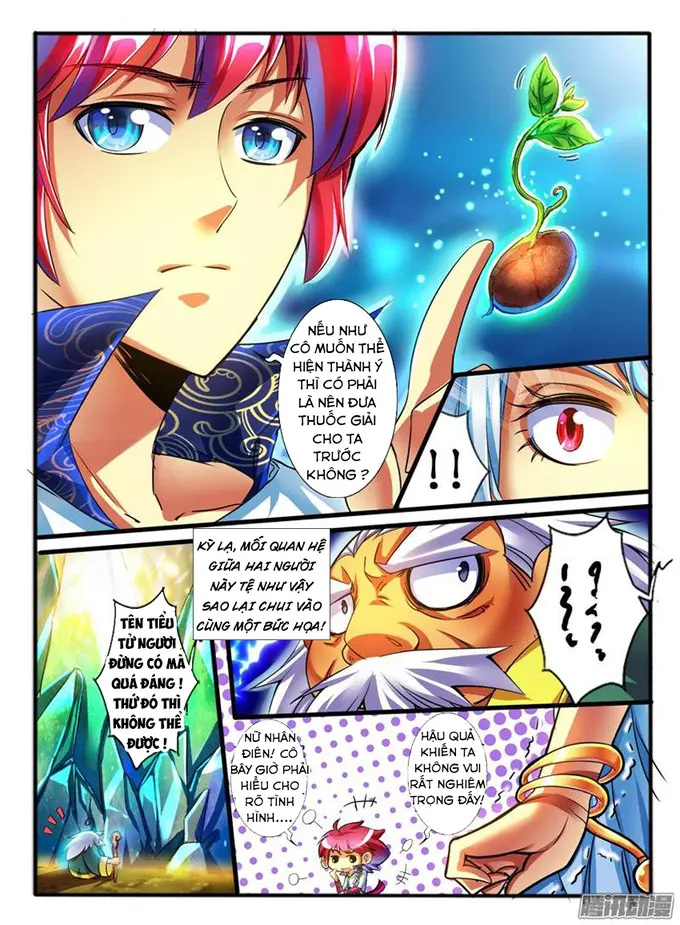 NẾU NHƯ
CÔ MUỐN THỂ
HIỆN THÀNH Ý
THÌ CÓ PHẢI
LÀ NÊN ĐƯA
THUỐC GIẢI
CHO TA
TRƯỚC
KHÔNG ?
!!
KỲ LẠ, MỐI QUAN HỆ
GIỮA HAI NGƯỜI
NÀY TỆ NHƯ VẬY
SAO LẠI CHUI VÀO
CÙNG MỘT BỨC HỌA!
TÊN TIỂU
TỬ NGƯƠI
ĐỪNG CÓ MÀ
QUÁ ĐÁNG !
THỨ ĐÓ THÌ
KHÔNG THỂ
ĐƯỢC !
NỮ NHÂN
ĐIÊN! CÔ
BÂY GIỜ PHẢI
HIỂU CHO
RÕ TÌNH
HÌNH....
HẬU QUẢ
KHIẾN TA
KHÔNG VUI
RẤT NGHIÊM
TRỌNG ĐẤY!
腾讯动漫